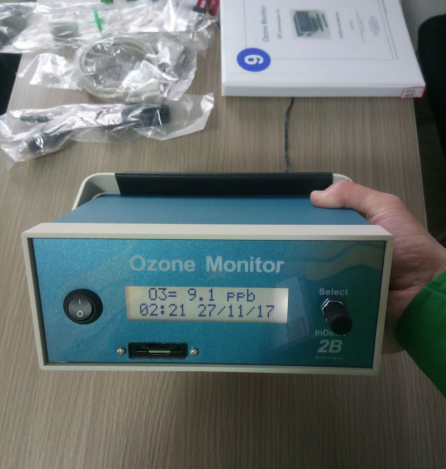 9
Ozone Monitor
Ozone Monitor
O3= 9.1 ppb
02:21 27/11/17
Select
2B